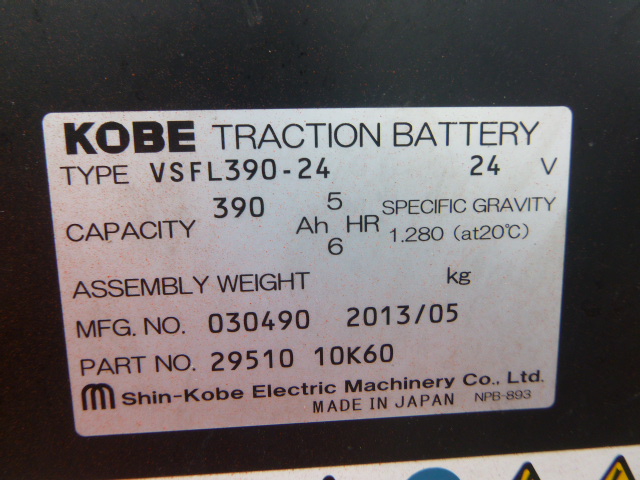 KOBE TRACTION BATTERY
TYPE VSFL390-24 24 V
CAPACITY 390 Ah 5 HR SPECIFIC GRAVITY
6 1.280 (at20℃)
ASSEMBLY WEIGHT kg
MFG. NO. 030490 2013/05
PART NO. 29510 10K60
m Shin-Kobe Electric Machinery Co., Ltd.
MADE IN JAPAN NPB-893